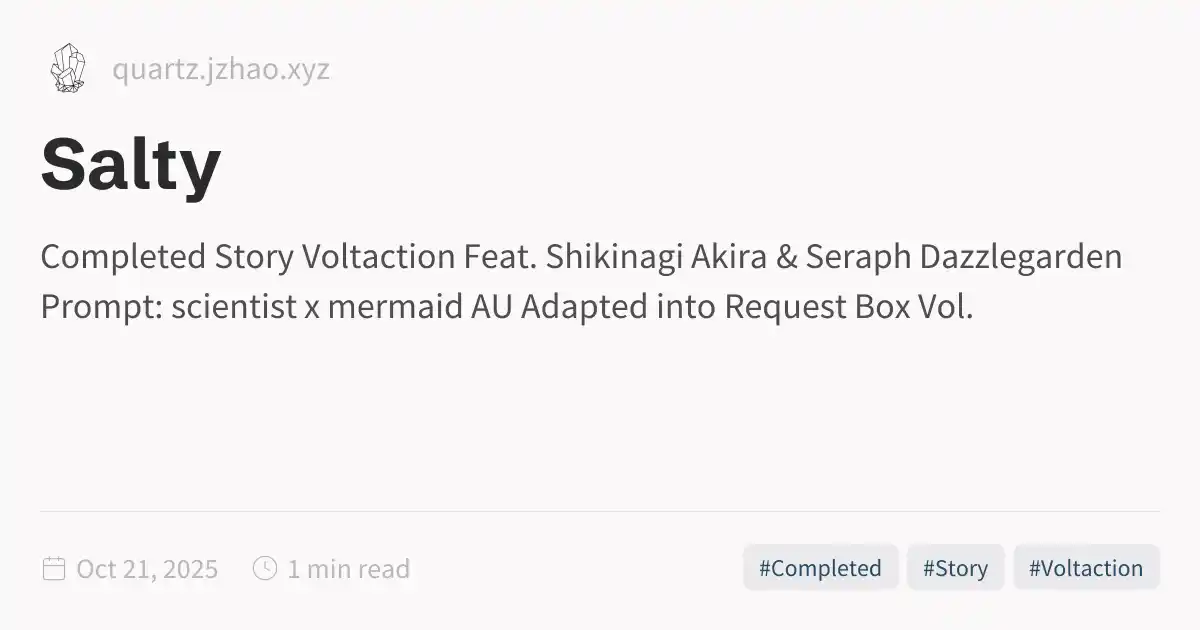 quartz.jzhao.xyz
Salty
Completed Story Voltaction Feat. Shikinagi Akira & Seraph Dazzlegarden
Prompt: scientist x mermaid AU Adapted into Request Box Vol.
Oct 21, 2025 1 min read #Completed #Story #Voltaction